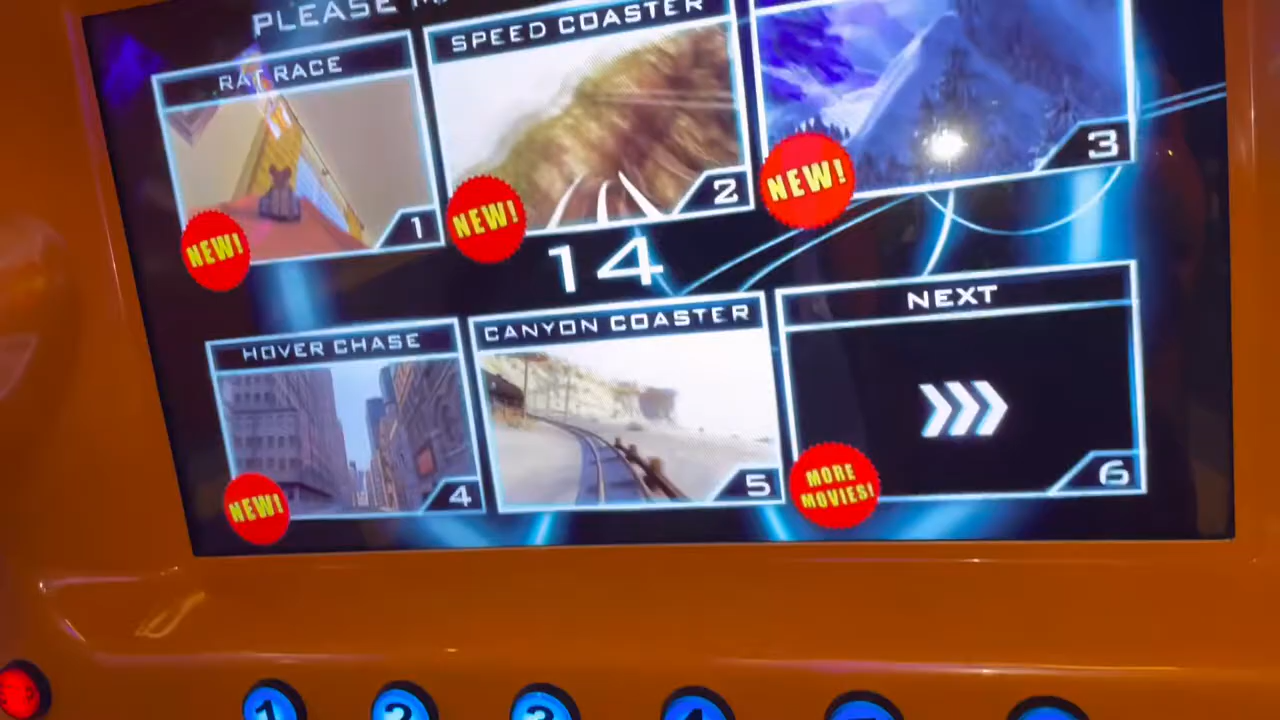 PLEASE
RAT RACE
SPEED COASTER
1
2
3
NEW!
NEW!
NEW!
14
HOVER CHASE
CANYON COASTER
NEXT
4
5
6
NEW!
MORE
MOVIES!
1
2
3
4